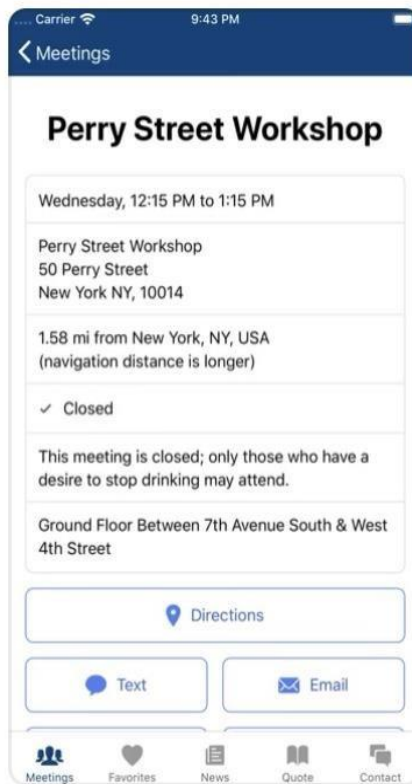 Carrier
9:43 PM
Meetings
Perry Street Workshop
Wednesday, 12:15 PM to 1:15 PM
Perry Street Workshop
50 Perry Street
New York NY, 10014
1.58 mi from New York, NY, USA
(navigation distance is longer)
✓ Closed
This meeting is closed; only those who have a
desire to stop drinking may attend.
Ground Floor Between 7th Avenue South & West
4th Street
Directions
Text
Email
Meetings
Favorites
News
Quote
Contact